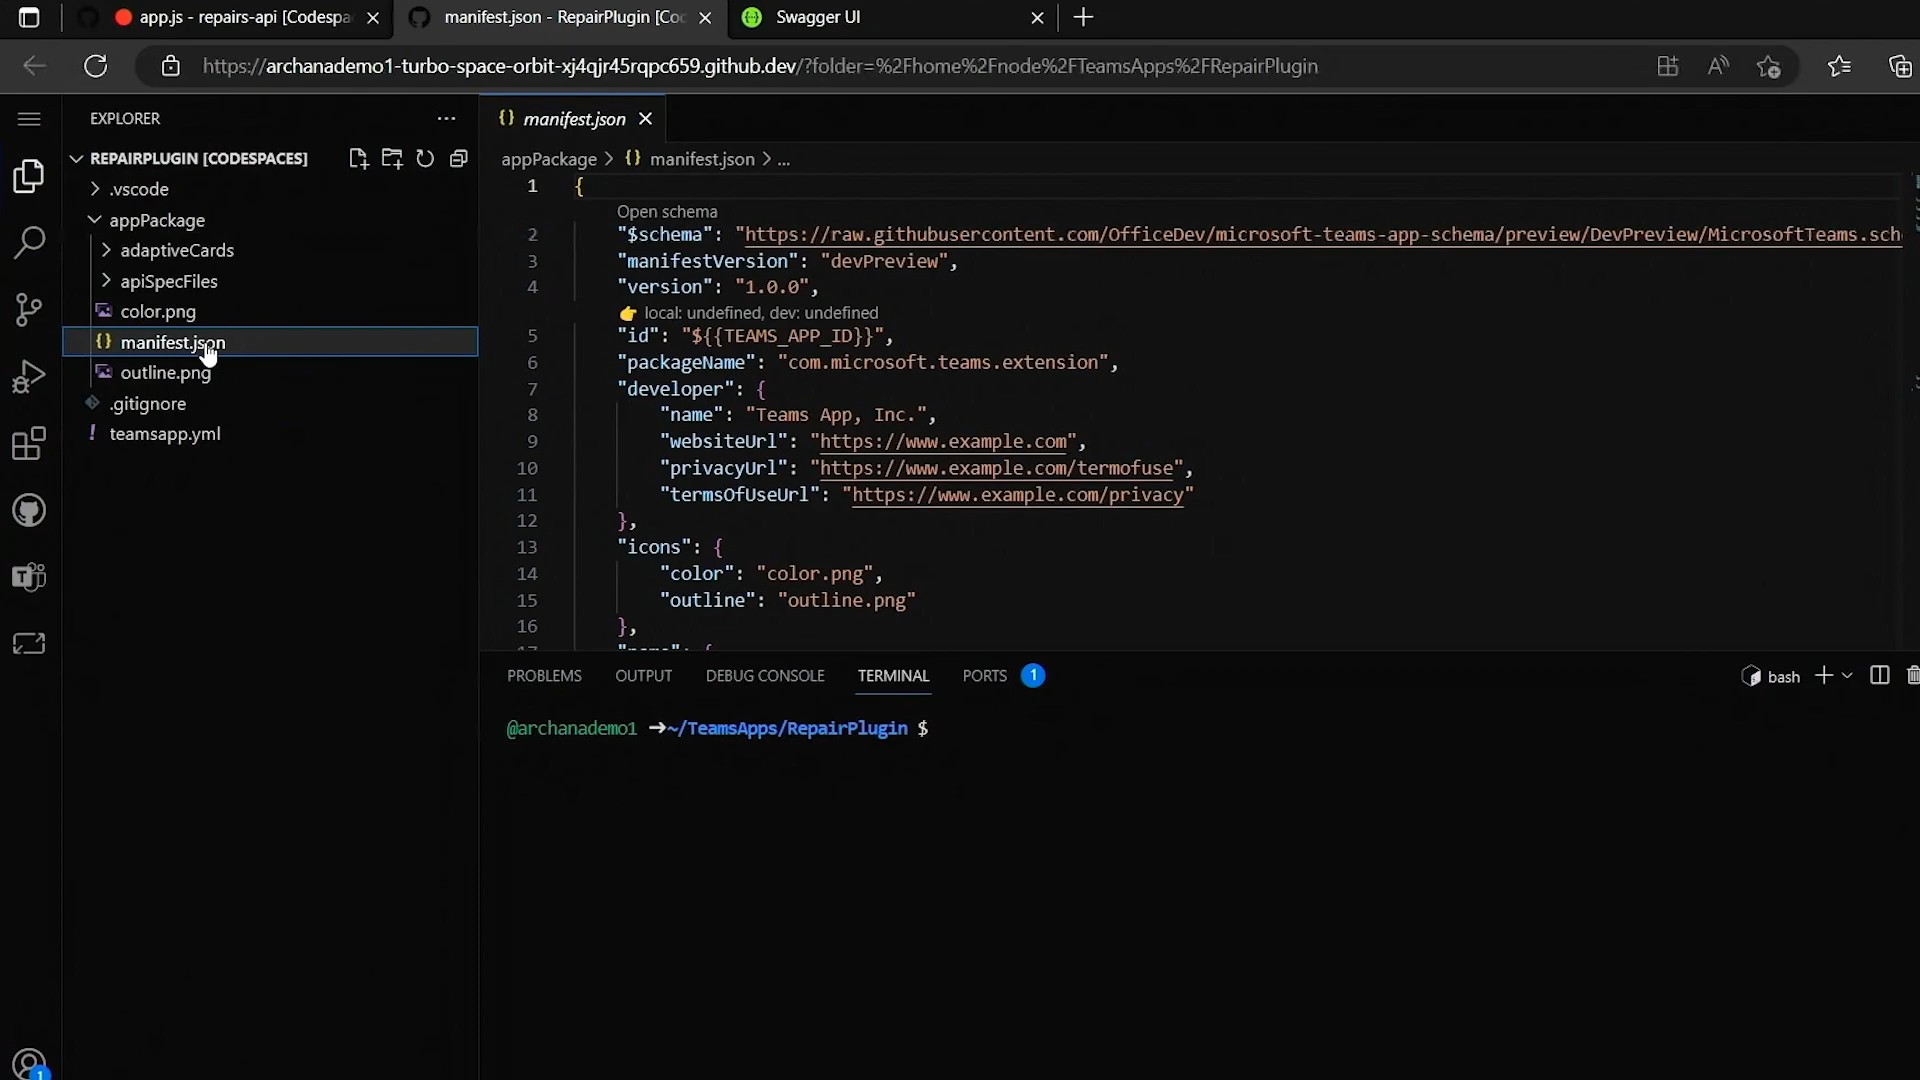 app.js - repairs-api [Codespa
manifest.json - RepairPlugin [Co
Swagger UI
https://archanademo1-turbo-space-orbit-xj4qjr45rqpc659.github.dev/?folder=%2Fhome%2Fnode%2FTeamsApps%2FRepairPlugin
EXPLORER
REPAIRPLUGIN [CODESPACES]
.vscode
appPackage
adaptiveCards
apiSpecFiles
color.png
manifest.json
outline.png
.gitignore
teamsapp.yml
manifest.json
appPackage > {} manifest.json > ...
1 {
Open schema
2 "$schema": "https://raw.githubusercontent.com/OfficeDev/microsoft-teams-app-schema/preview/DevPreview/MicrosoftTeams.sch
3 "manifestVersion": "devPreview",
4 "version": "1.0.0",
👉 local: undefined, dev: undefined
5 "id": "${{TEAMS_APP_ID}}",
6 "packageName": "com.microsoft.teams.extension",
7 "developer": {
8 "name": "Teams App, Inc.",
9 "websiteUrl": "https://www.example.com",
10 "privacyUrl": "https://www.example.com/termofuse",
11 "termsOfUseUrl": "https://www.example.com/privacy"
12 },
13 "icons": {
14 "color": "color.png",
15 "outline": "outline.png"
16 },
PROBLEMS OUTPUT DEBUG CONSOLE TERMINAL PORTS 1
bash
@archanademo1 ➜~/TeamsApps/RepairPlugin $
1